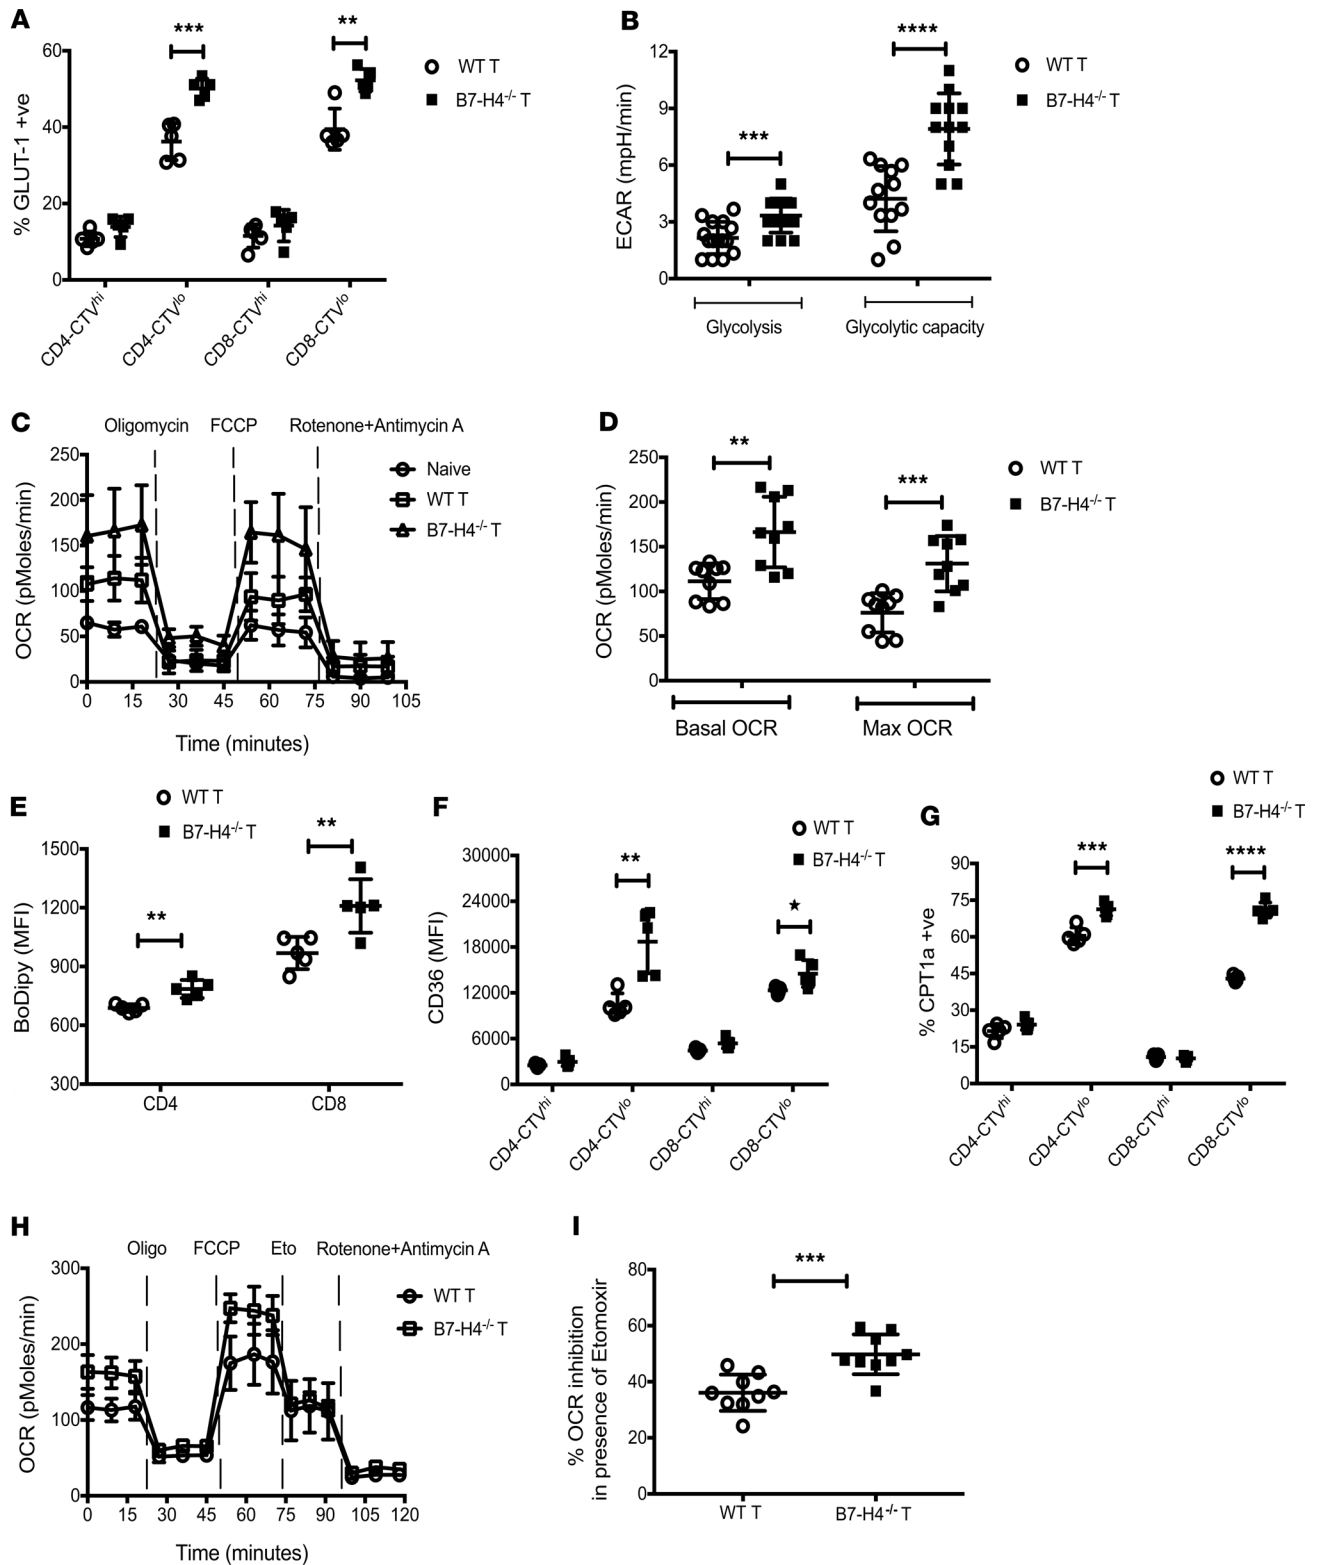 A
% GLUT-1 +ve
60
40
20
0
***
**
WT T
B7-H4-/- T
CD4-CTVhi
CD4-CTVlo
CD8-CTVhi
CD8-CTVlo
B
ECAR (mpH/min)
12
9
6
3
0
***
****
WT T
B7-H4-/- T
Glycolysis
Glycolytic capacity
C
Oligomycin
FCCP
Rotenone+Antimycin A
OCR (pMoles/min)
250
200
150
100
50
0
Naive
WT T
B7-H4-/- T
0 15 30 45 60 75 90 105
Time (minutes)
D
OCR (pMoles/min)
250
200
150
100
50
0
**
***
WT T
B7-H4-/- T
Basal OCR
Max OCR
E
WT T
B7-H4-/- T
BoDipy (MFI)
1500
1200
900
600
300
**
**
CD4
CD8
F
WT T
B7-H4-/- T
CD36 (MFI)
30000
24000
18000
12000
6000
0
**
★
CD4-CTVhi
CD4-CTVlo
CD8-CTVhi
CD8-CTVlo
G
WT T
B7-H4-/- T
% CPT1a +ve
90
75
60
45
30
15
0
***
****
CD4-CTVhi
CD4-CTVlo
CD8-CTVhi
CD8-CTVlo
H
Oligo
FCCP
Eto
Rotenone+Antimycin A
OCR (pMoles/min)
300
200
100
0
WT T
B7-H4-/- T
0 15 30 45 60 75 90 105 120
Time (minutes)
I
% OCR inhibition
in presence of Etomoxir
80
60
40
20
0
***
WT T
B7-H4-/- T